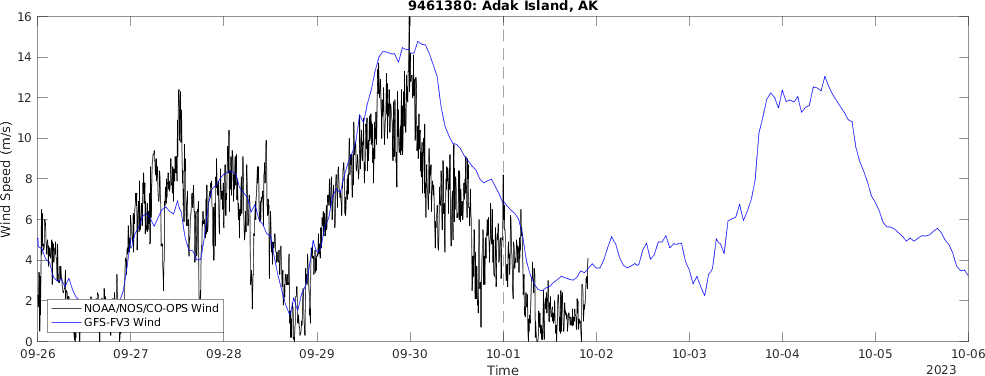 9461380: Adak Island, AK
16
14
12
10
8
6
4
2
0
Wind Speed (m/s)
NOAA/NOS/CO-OPS Wind
GFS-FV3 Wind
09-26 09-27 09-28 09-29 09-30 10-01 10-02 10-03 10-04 10-05 10-06
Time
2023